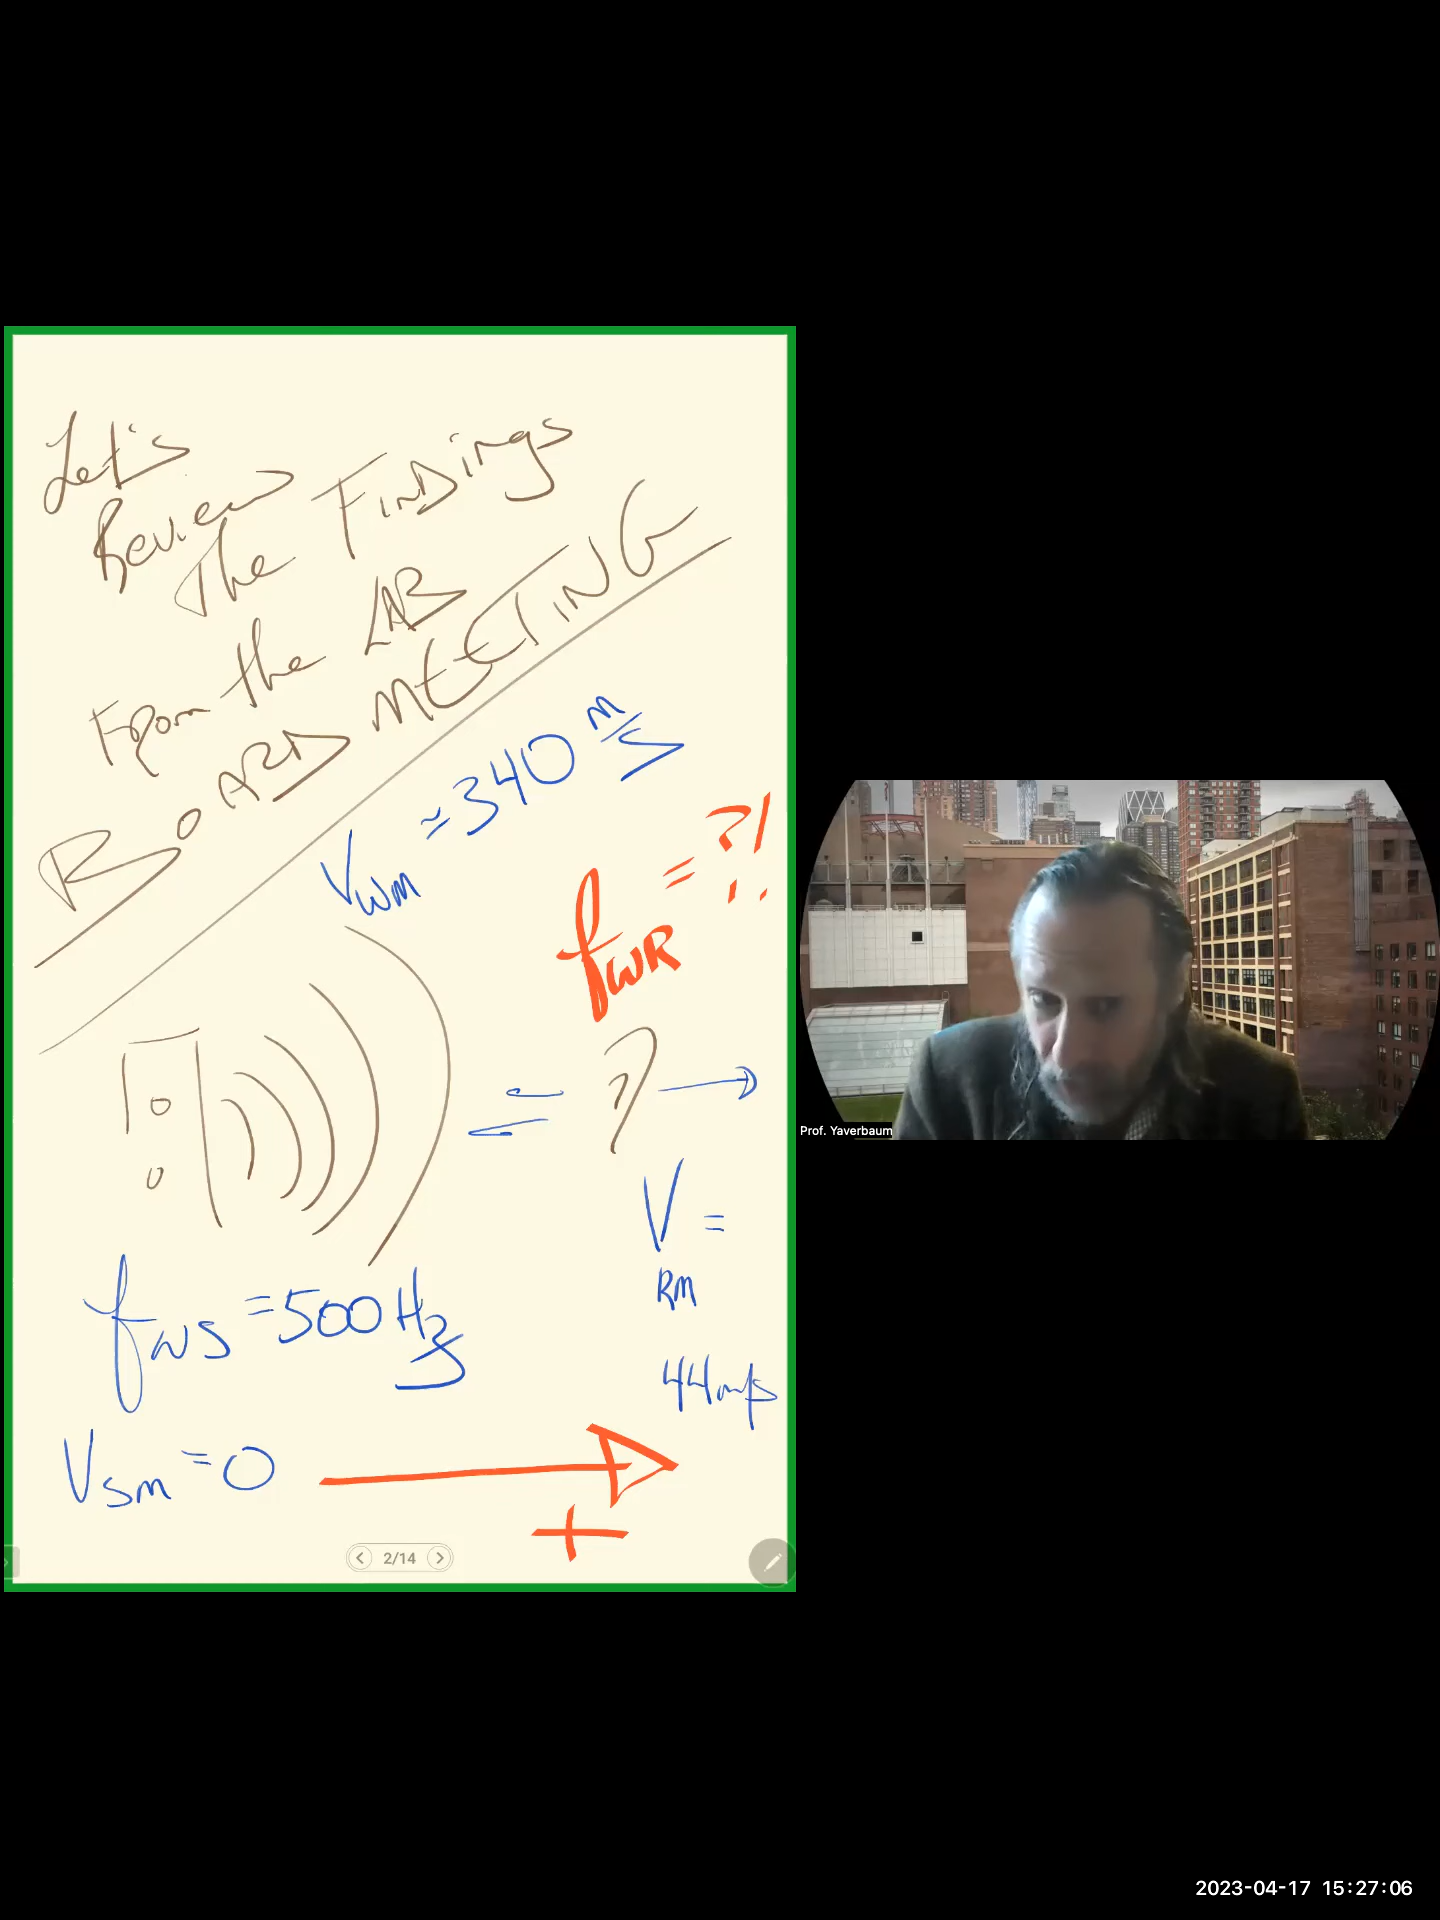 Let's
Review
The Findings
From the LAB
BOARD MEETING
VWM ≈ 340 M/S
fWR = ?!
fWS = 500 Hz
V =
RM
44 m/s
VSM = 0
+
2/14
Prof. Yaverbaum
2023-04-17 15:27:06